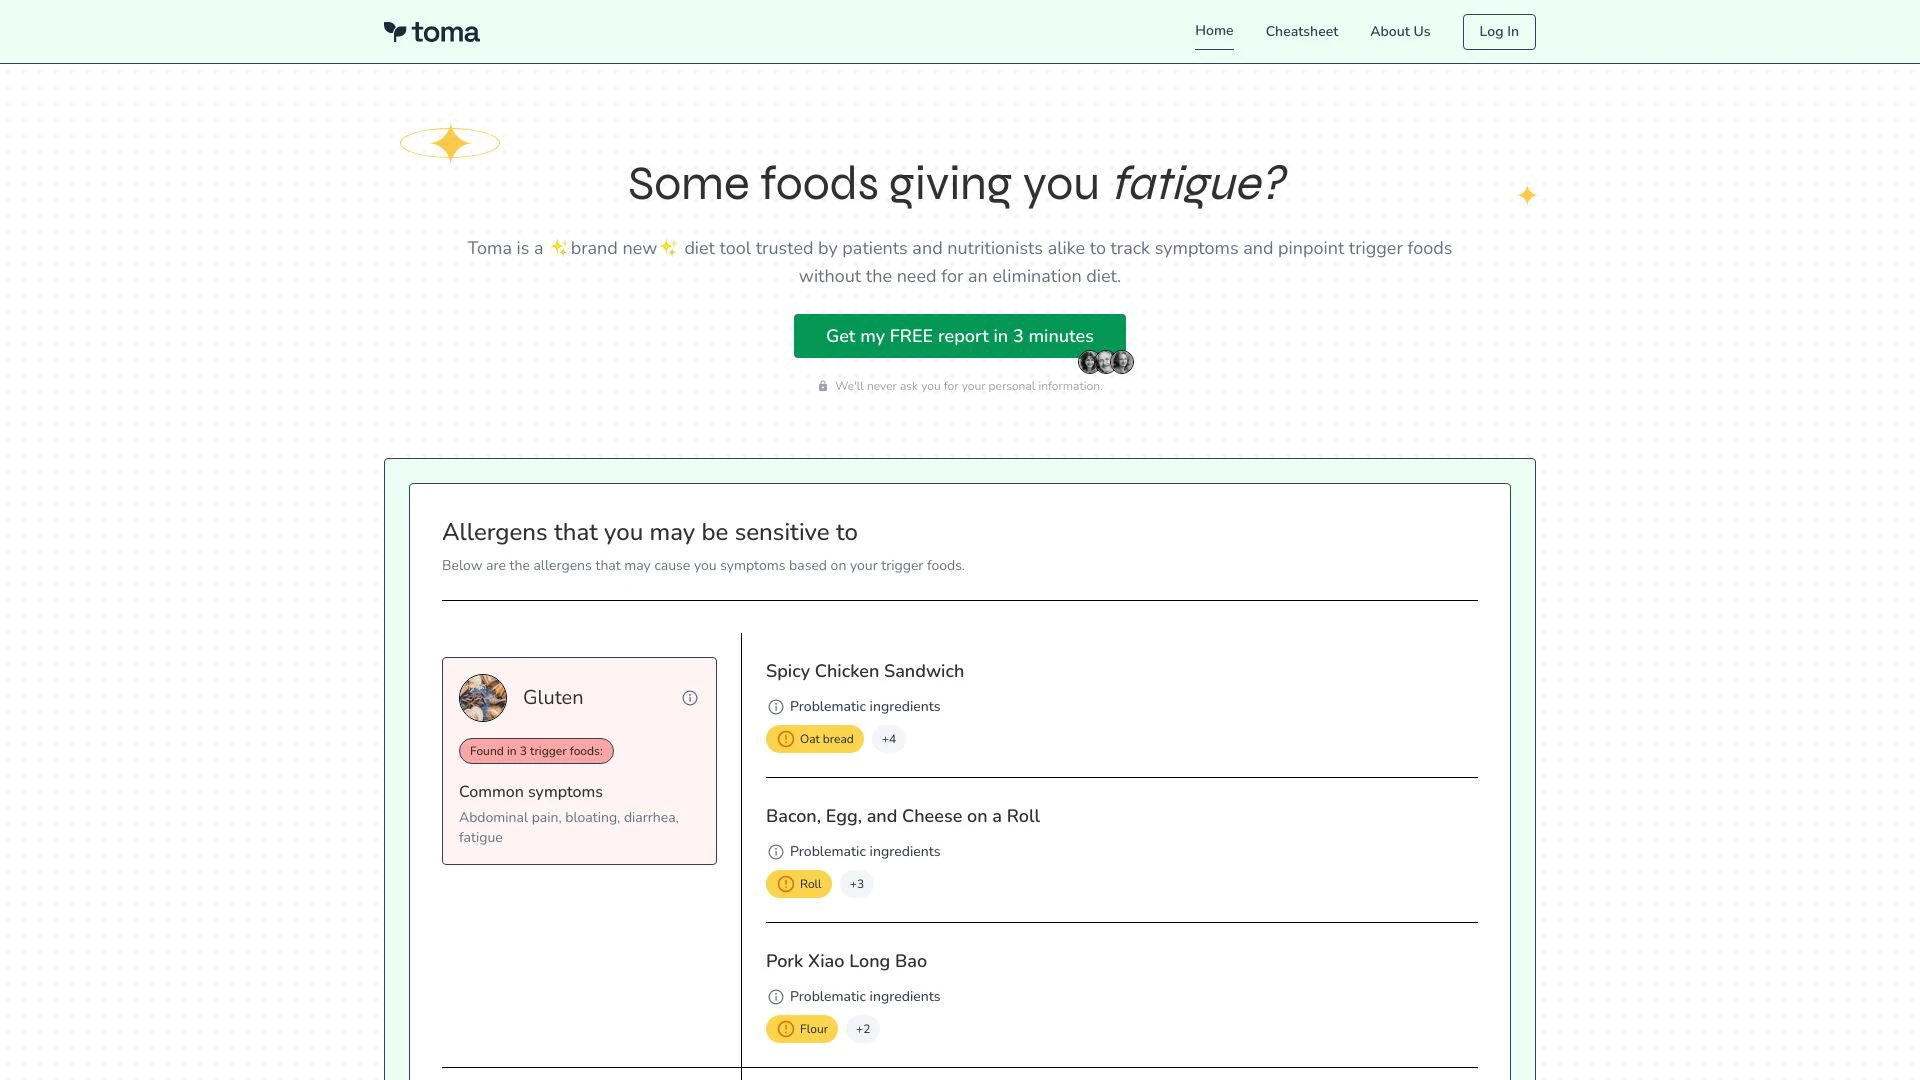 toma
Home
Cheatsheet
About Us
Log In
Some foods giving you fatigue?
Toma is a ✨brand new✨ diet tool trusted by patients and nutritionists alike to track symptoms and pinpoint trigger foods
without the need for an elimination diet.
Get my FREE report in 3 minutes
We'll never ask you for your personal information.
Allergens that you may be sensitive to
Below are the allergens that may cause you symptoms based on your trigger foods.
Gluten
Found in 3 trigger foods:
Common symptoms
Abdominal pain, bloating, diarrhea,
fatigue
Spicy Chicken Sandwich
Problematic ingredients
Oat bread +4
Bacon, Egg, and Cheese on a Roll
Problematic ingredients
Roll +3
Pork Xiao Long Bao
Problematic ingredients
Flour +2